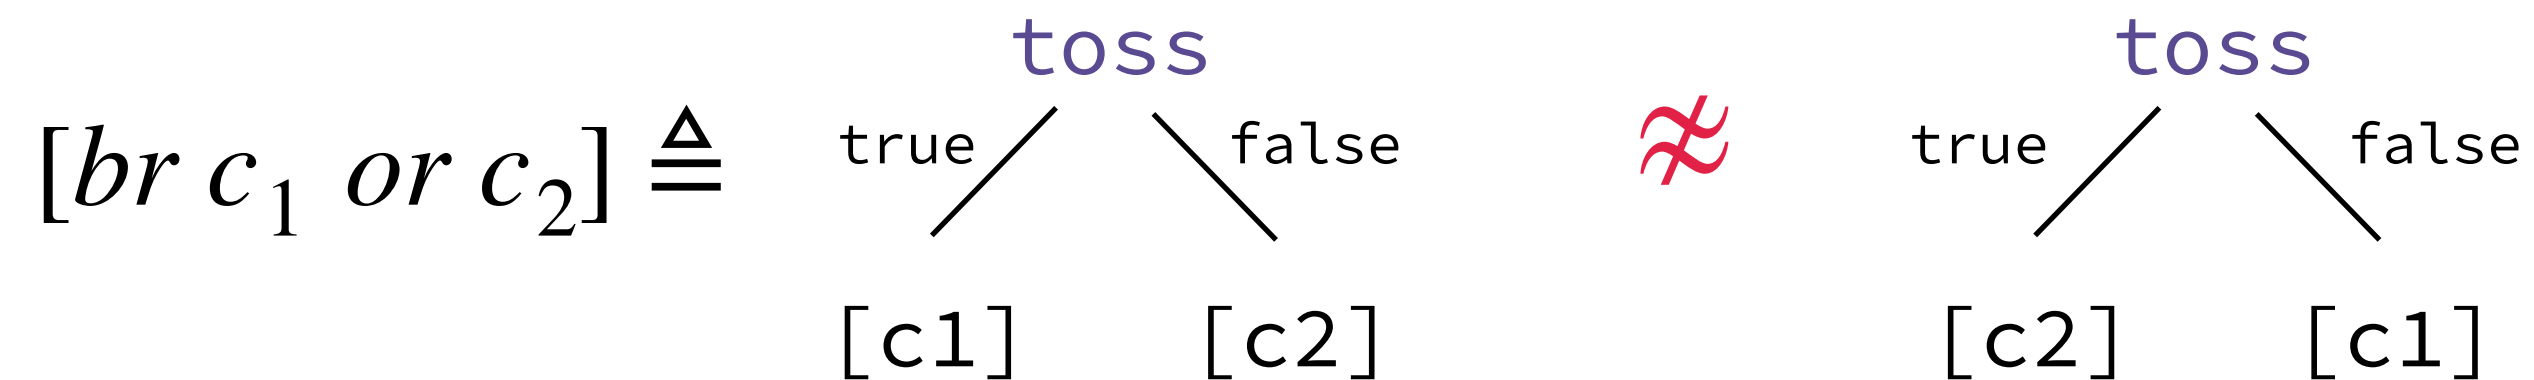 toss toss
true false true false
[br c₁ or c₂] ≜ ≉
[c1] [c2] [c2] [c1]